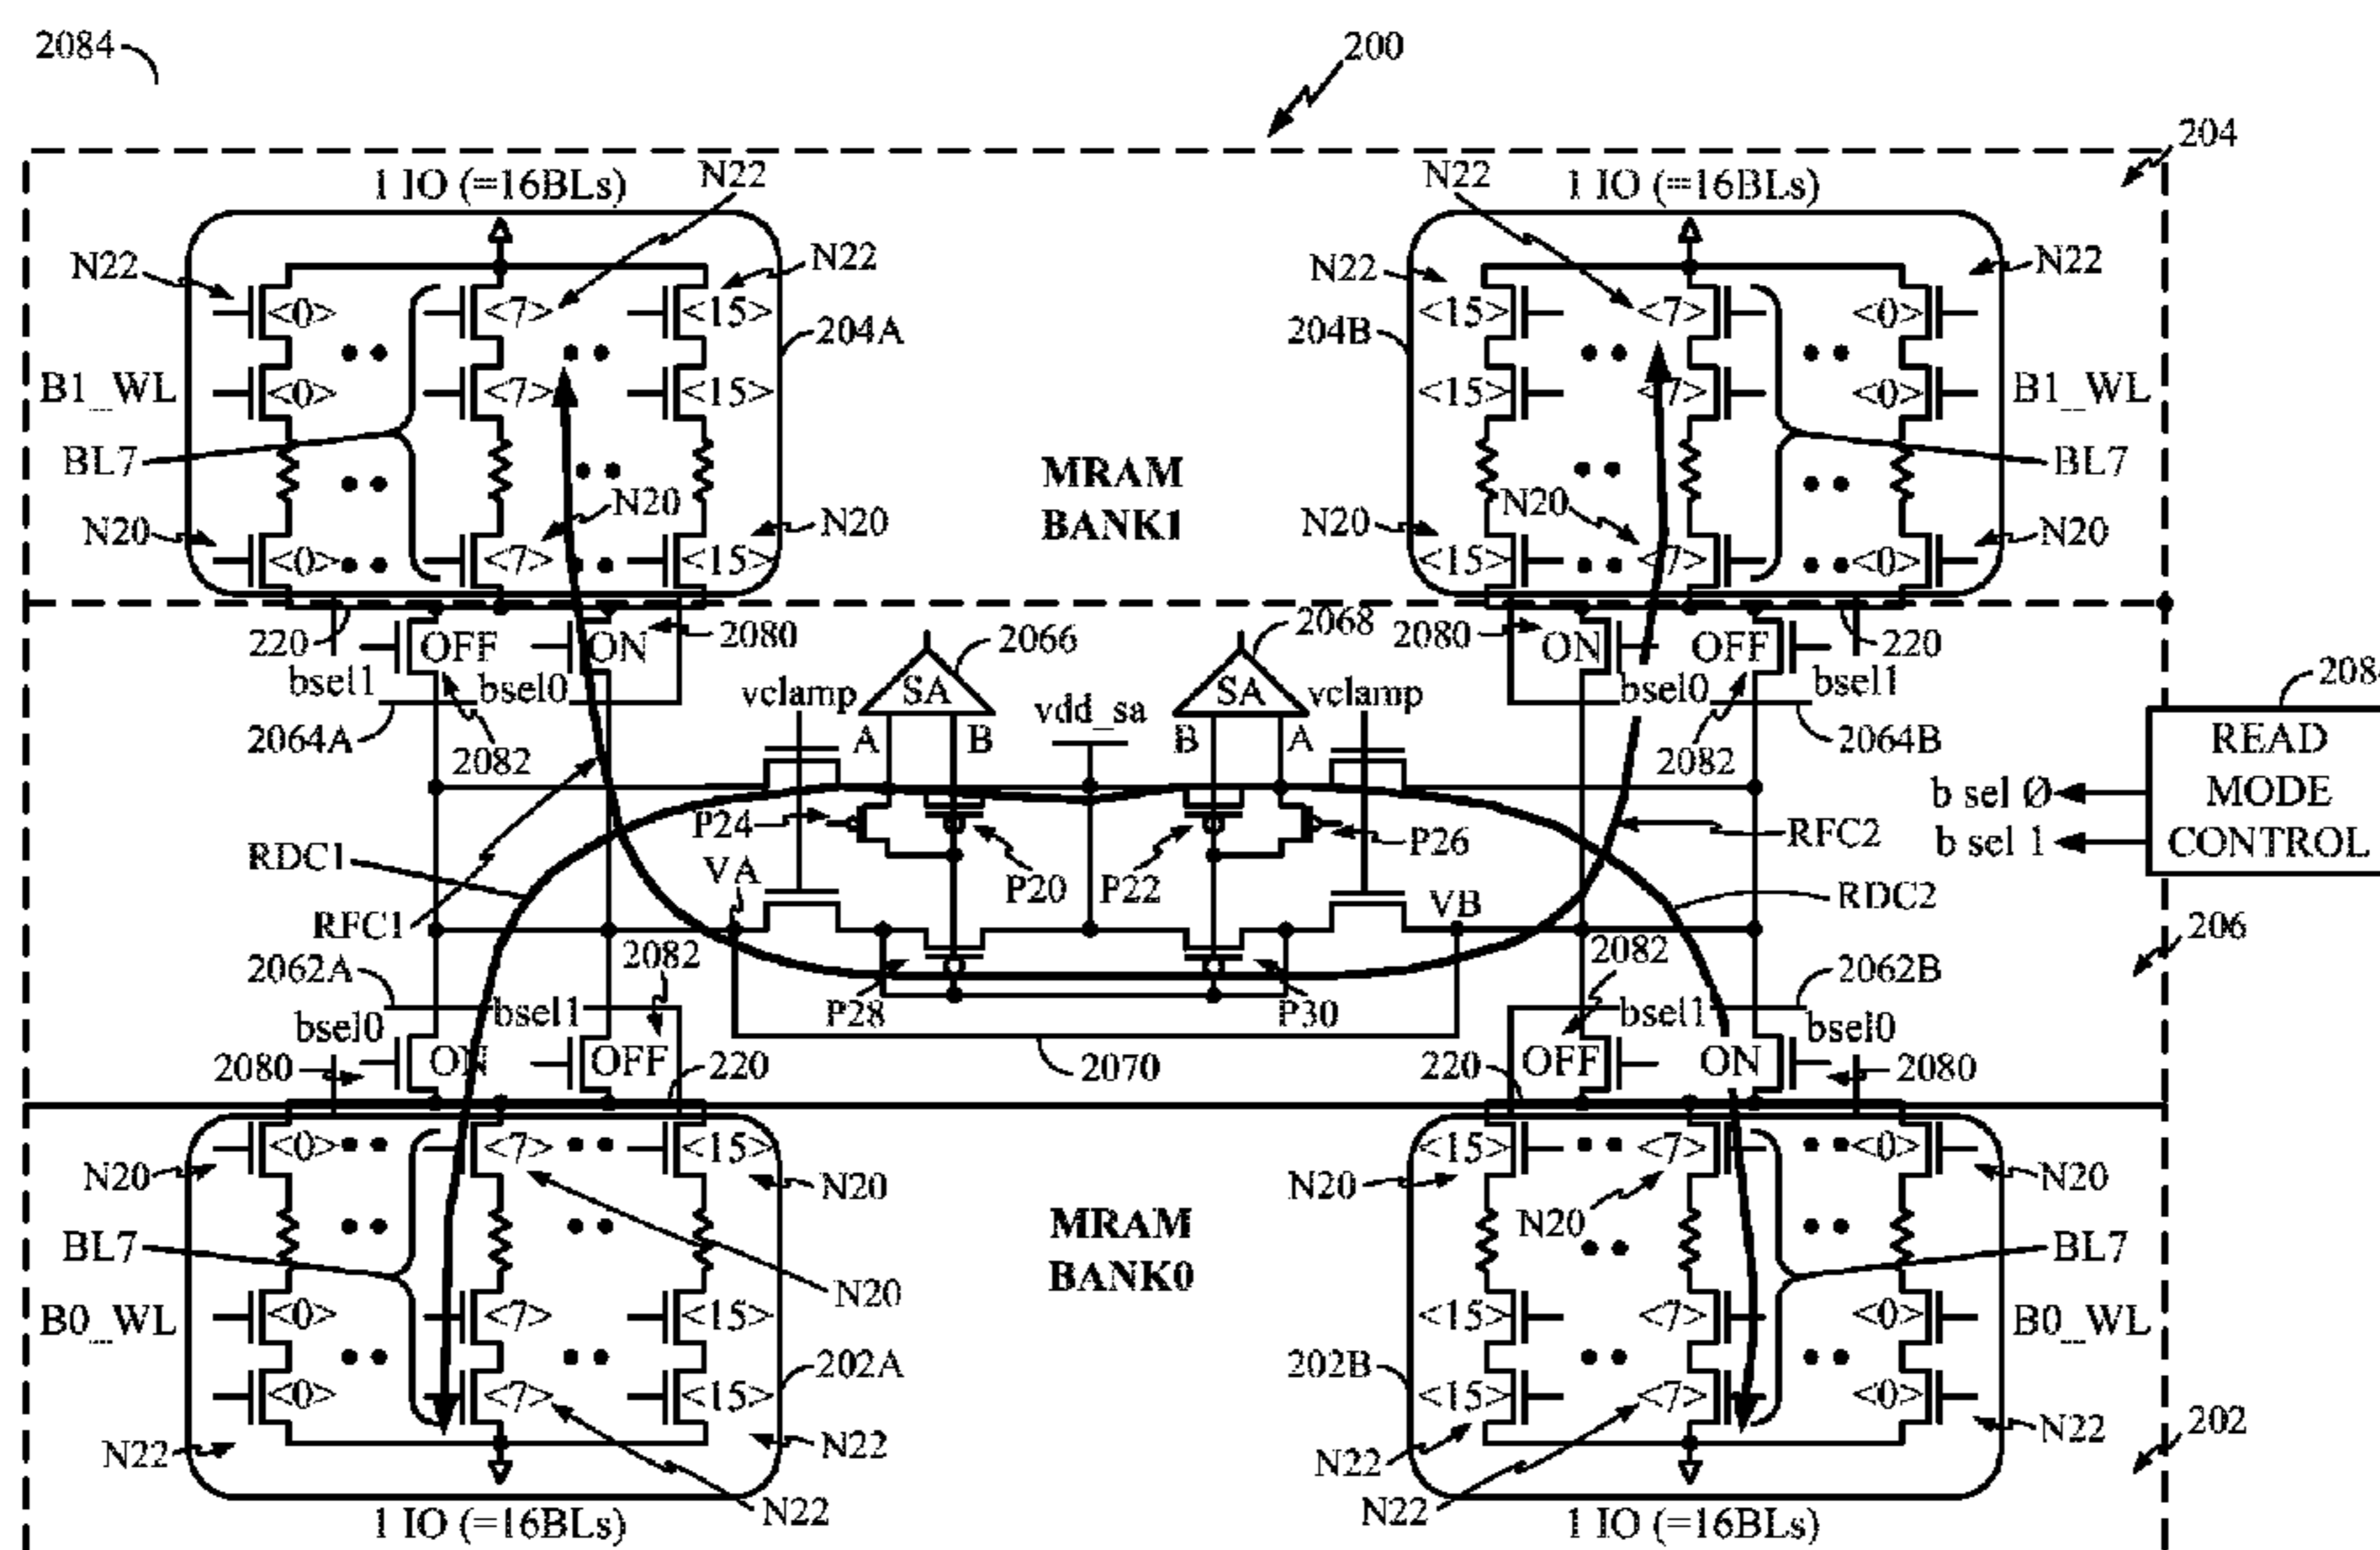 2084
200
204
1 IO (=16BLs)
N22
N22
1 IO (=16BLs)
N22
N22
N22
N22
<0>
<7>
<15>
204A
204B
<15>
<7>
<0>
B1_WL
<0>
<7>
<15>
<15>
<7>
<0>
B1_WL
BL7
MRAM
BANK1
BL7
N20
N20
N20
N20
N20
N20
<0>
<7>
<15>
<15>
<7>
<0>
220
OFF
ON
2080
2066
2068
2080
ON
OFF
220
bsel1
bsel0
vclamp
SA
vdd_sa
SA
vclamp
bsel0
bsel1
2084
2064A
2082
A
B
B
A
2082
2064B
READ
MODE
CONTROL
b sel Ø
b sel 1
P24
P20
P22
P26
RFC2
RDC1
VA
VB
RDC2
RFC1
2082
2082
206
2062A
bsel0
bsel1
P28
P30
bsel1
2062B
bsel0
2080
ON
OFF
220
2070
220
OFF
ON
2080
<0>
<7>
<15>
<15>
<7>
<0>
N20
N20
N20
N20
N20
N20
BL7
MRAM
BANK0
BL7
B0_WL
<0>
<7>
<15>
<15>
<7>
<0>
B0_WL
<0>
<7>
<15>
202A
202B
<15>
<7>
<0>
202
N22
N22
N22
N22
N22
N22
1 IO (=16BLs)
1 IO (=16BLs)